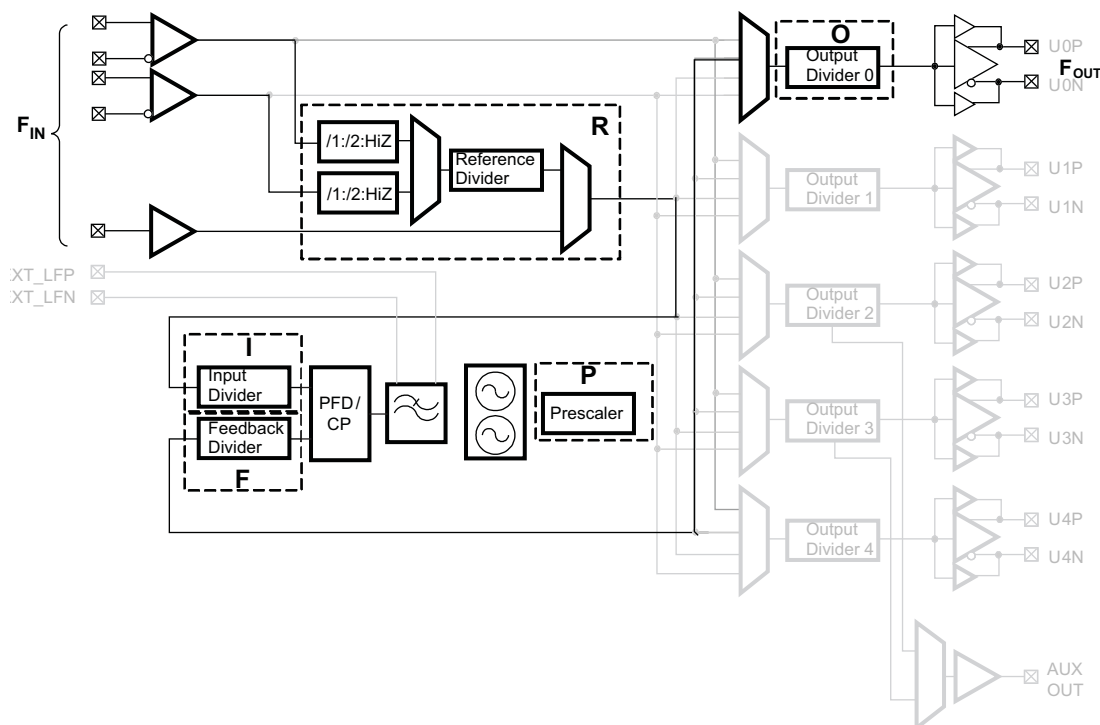 O
Output
Divider 0
U0P
FOUT
U0N
FIN
R
/1:/2:HiZ
/1:/2:HiZ
Reference
Divider
Output
Divider 1
U1P
U1N
XT_LFP
XT_LFN
Output
Divider 2
U2P
U2N
I
Input
Divider
Feedback
Divider
F
PFD/
CP
P
Prescaler
Output
Divider 3
U3P
U3N
Output
Divider 4
U4P
U4N
AUX
OUT